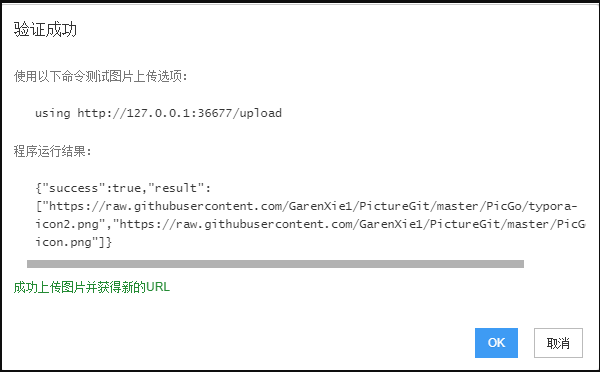 验证成功
使用以下命令测试图片上传选项:
using http://127.0.0.1:36677/upload
程序运行结果:
{"success":true,"result":
["https://raw.githubusercontent.com/GarenXie1/PictureGit/master/PicGo/typora-
icon2.png","https://raw.githubusercontent.com/GarenXie1/PictureGit/master/PicG
icon.png"]}
成功上传图片并获得新的URL
OK
取消